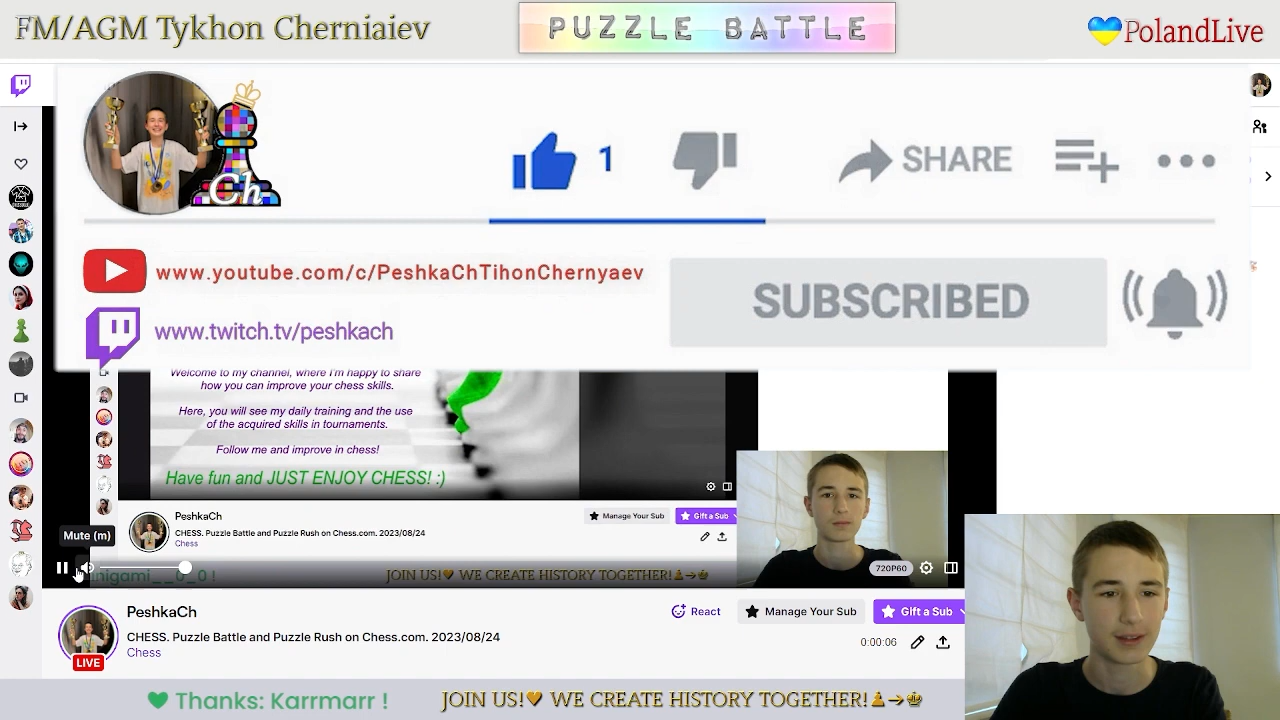 FM/AGM Tykhon Cherniaiev
PUZZLE BATTLE
PolandLive
Ch
1
SHARE
www.youtube.com/c/PeshkaChTihonChernyaev
SUBSCRIBED
www.twitch.tv/peshkach
Welcome to my channel, where I'm happy to share
how you can improve your chess skills.
Here, you will see my daily training and the use
of the acquired skills in tournaments.
Follow me and improve in chess!
Have fun and JUST ENJOY CHESS! :)
PeshkaCh
Manage Your Sub
Gift a Sub
CHESS. Puzzle Battle and Puzzle Rush on Chess.com. 2023/08/24
Chess
Mute (m)
JOIN US! WE CREATE HISTORY TOGETHER!
720P60
PeshkaCh
React
Manage Your Sub
Gift a Sub
CHESS. Puzzle Battle and Puzzle Rush on Chess.com. 2023/08/24
0:00:06
Chess
LIVE
Thanks: Karrmarr !
JOIN US! WE CREATE HISTORY TOGETHER!